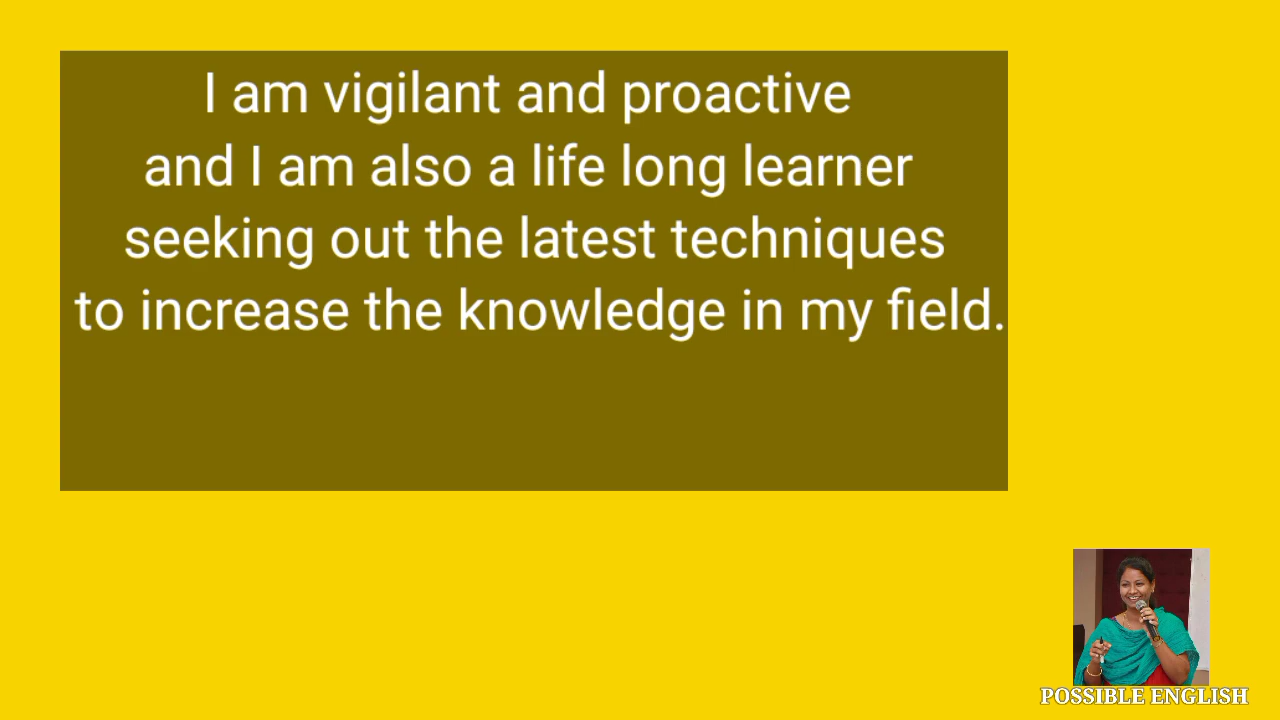 I am vigilant and proactive
and I am also a life long learner
seeking out the latest techniques
to increase the knowledge in my field.
POSSIBLE ENGLISH